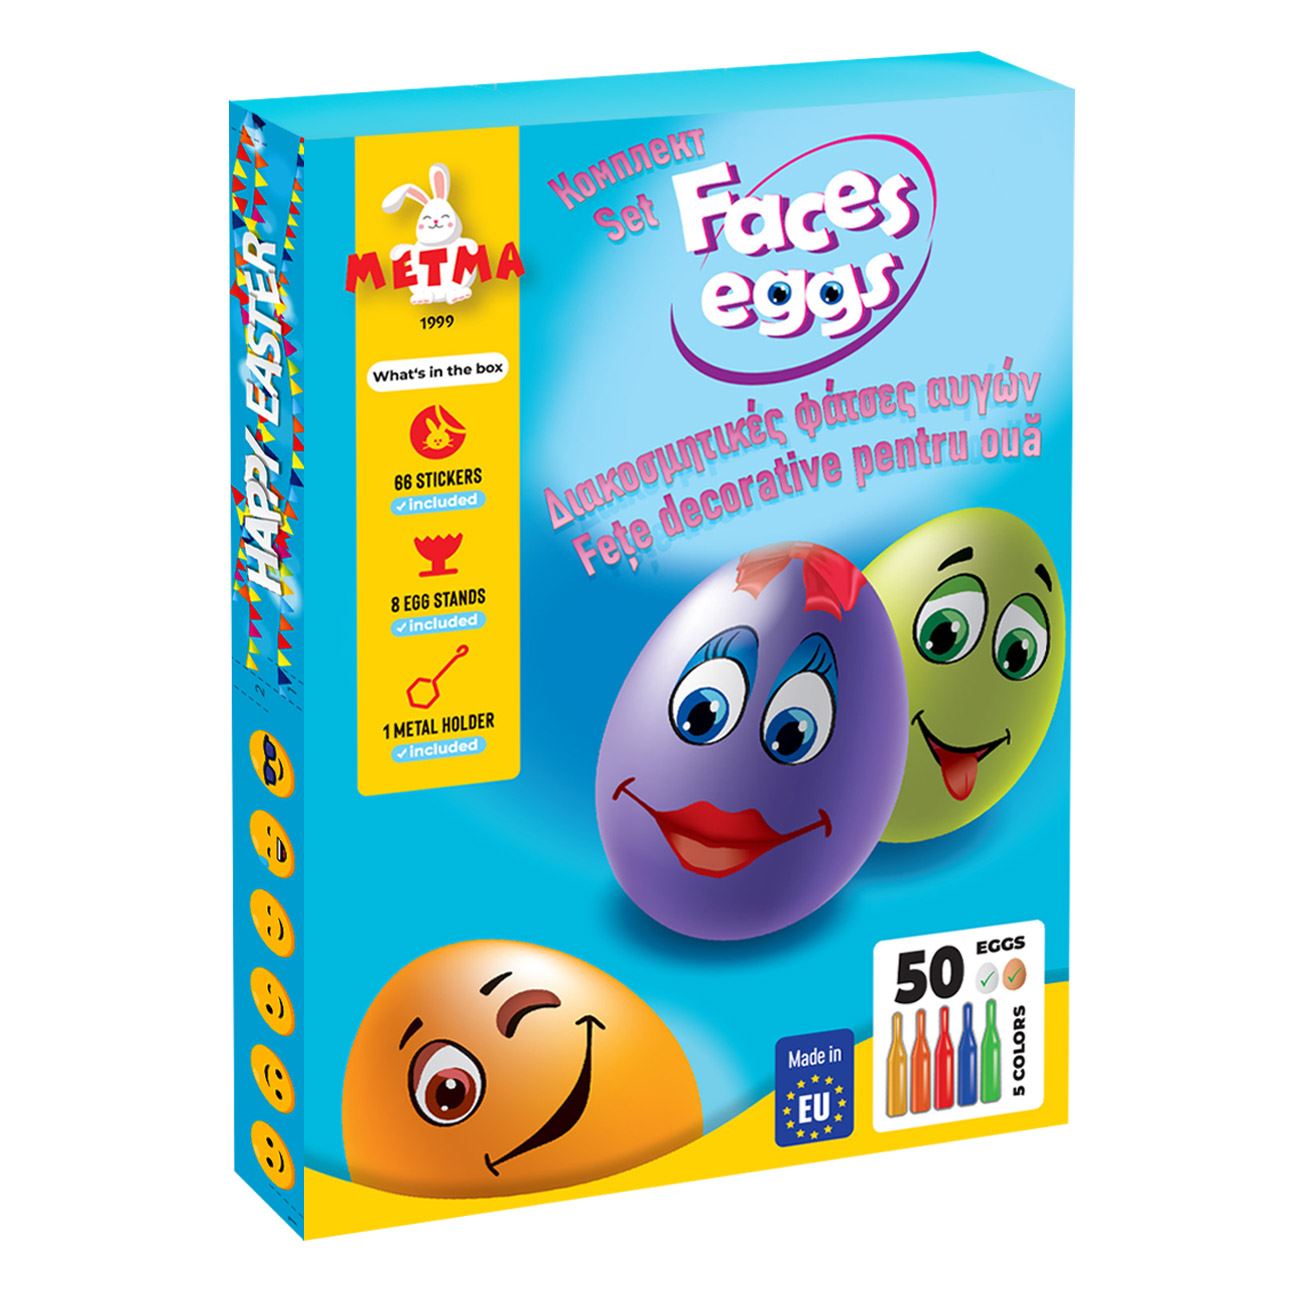 HAPPY EASTER
2
METMA
1999
What's in the box
66 STICKERS
included
8 EGG STANDS
included
1 METAL HOLDER
included
Комплект
Set
Faces
eggs
Διακοσμητικές φάτσες αυγών
Fețe decorative pentru ouă
50
EGGS
5 COLORS
Made in
EU